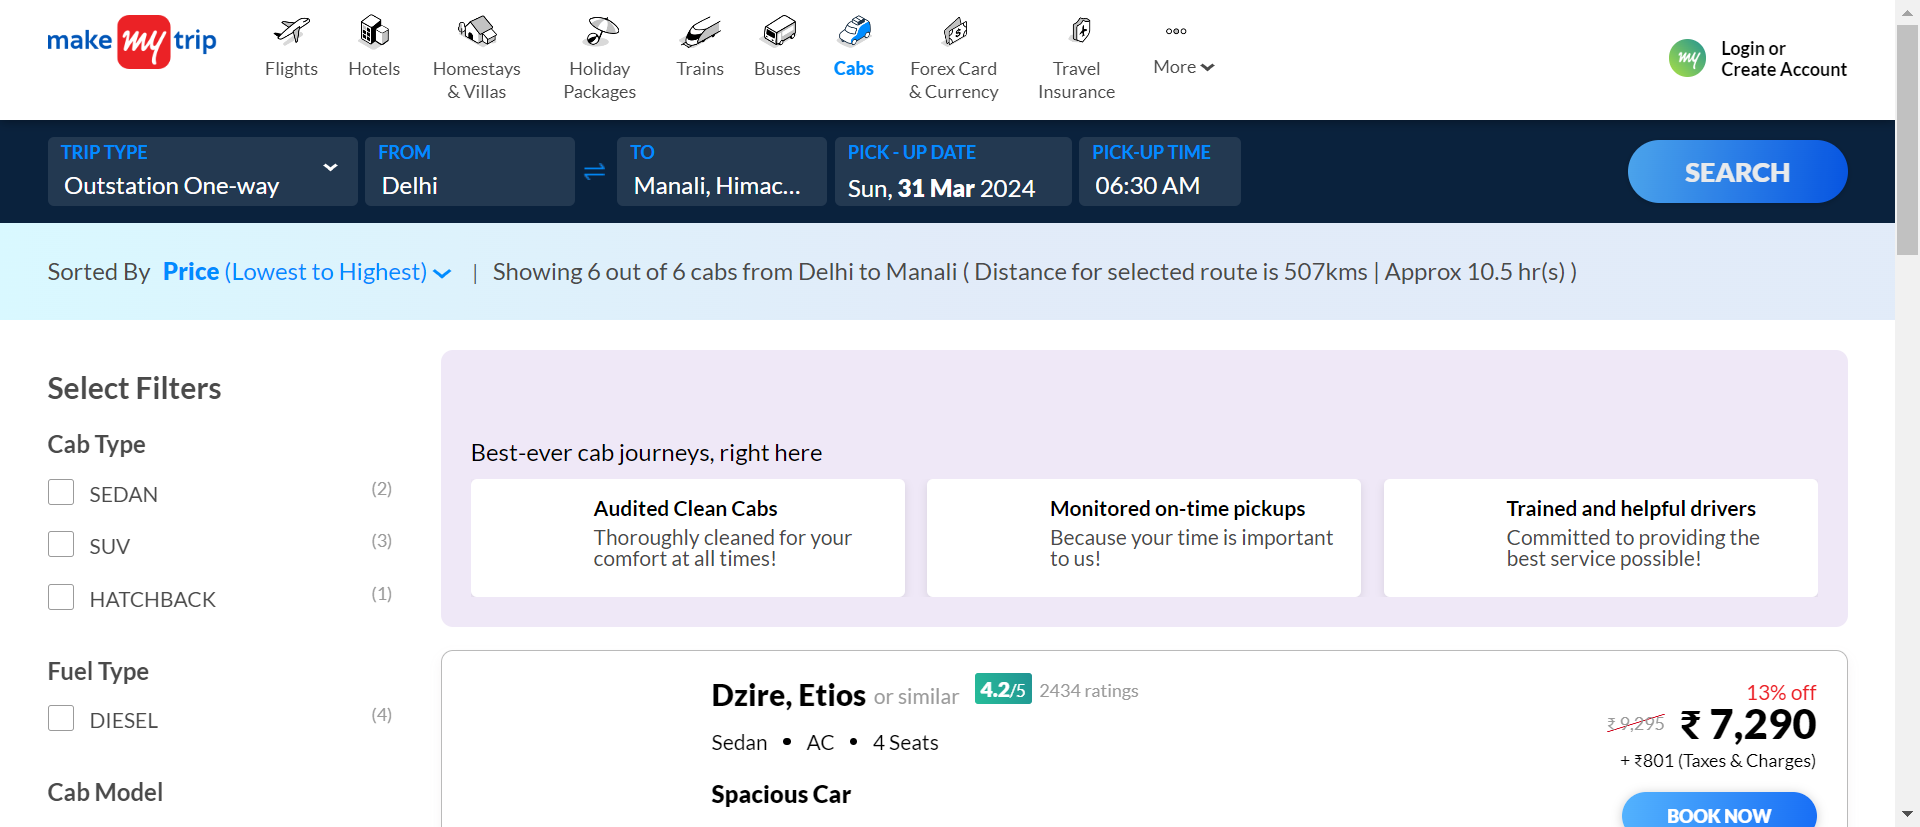 make my trip
Flights
Hotels
Homestays
& Villas
Holiday
Packages
Trains
Buses
Cabs
Forex Card
& Currency
Travel
Insurance
More
my
Login or
Create Account
TRIP TYPE
Outstation One-way
FROM
Delhi
TO
Manali, Himac...
PICK - UP DATE
Sun, 31 Mar 2024
PICK-UP TIME
06:30 AM
SEARCH
Sorted By Price (Lowest to Highest) | Showing 6 out of 6 cabs from Delhi to Manali ( Distance for selected route is 507kms | Approx 10.5 hr(s) )
Select Filters
Cab Type
SEDAN (2)
SUV (3)
HATCHBACK (1)
Fuel Type
DIESEL (4)
Cab Model
Best-ever cab journeys, right here
Audited Clean Cabs
Thoroughly cleaned for your
comfort at all times!
Monitored on-time pickups
Because your time is important
to us!
Trained and helpful drivers
Committed to providing the
best service possible!
Dzire, Etios or similar 4.2/5 2434 ratings
Sedan • AC • 4 Seats
Spacious Car
13% off
₹ 9,295 ₹ 7,290
+ ₹801 (Taxes & Charges)
BOOK NOW